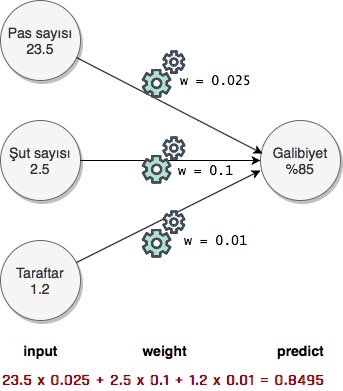 Pas sayısı
23.5
w = 0.025
Şut sayısı
2.5
w = 0.1
Galibiyet
%85
w = 0.01
Taraftar
1.2
input weight predict
23.5 x 0.025 + 2.5 x 0.1 + 1.2 x 0.01 = 0.8495